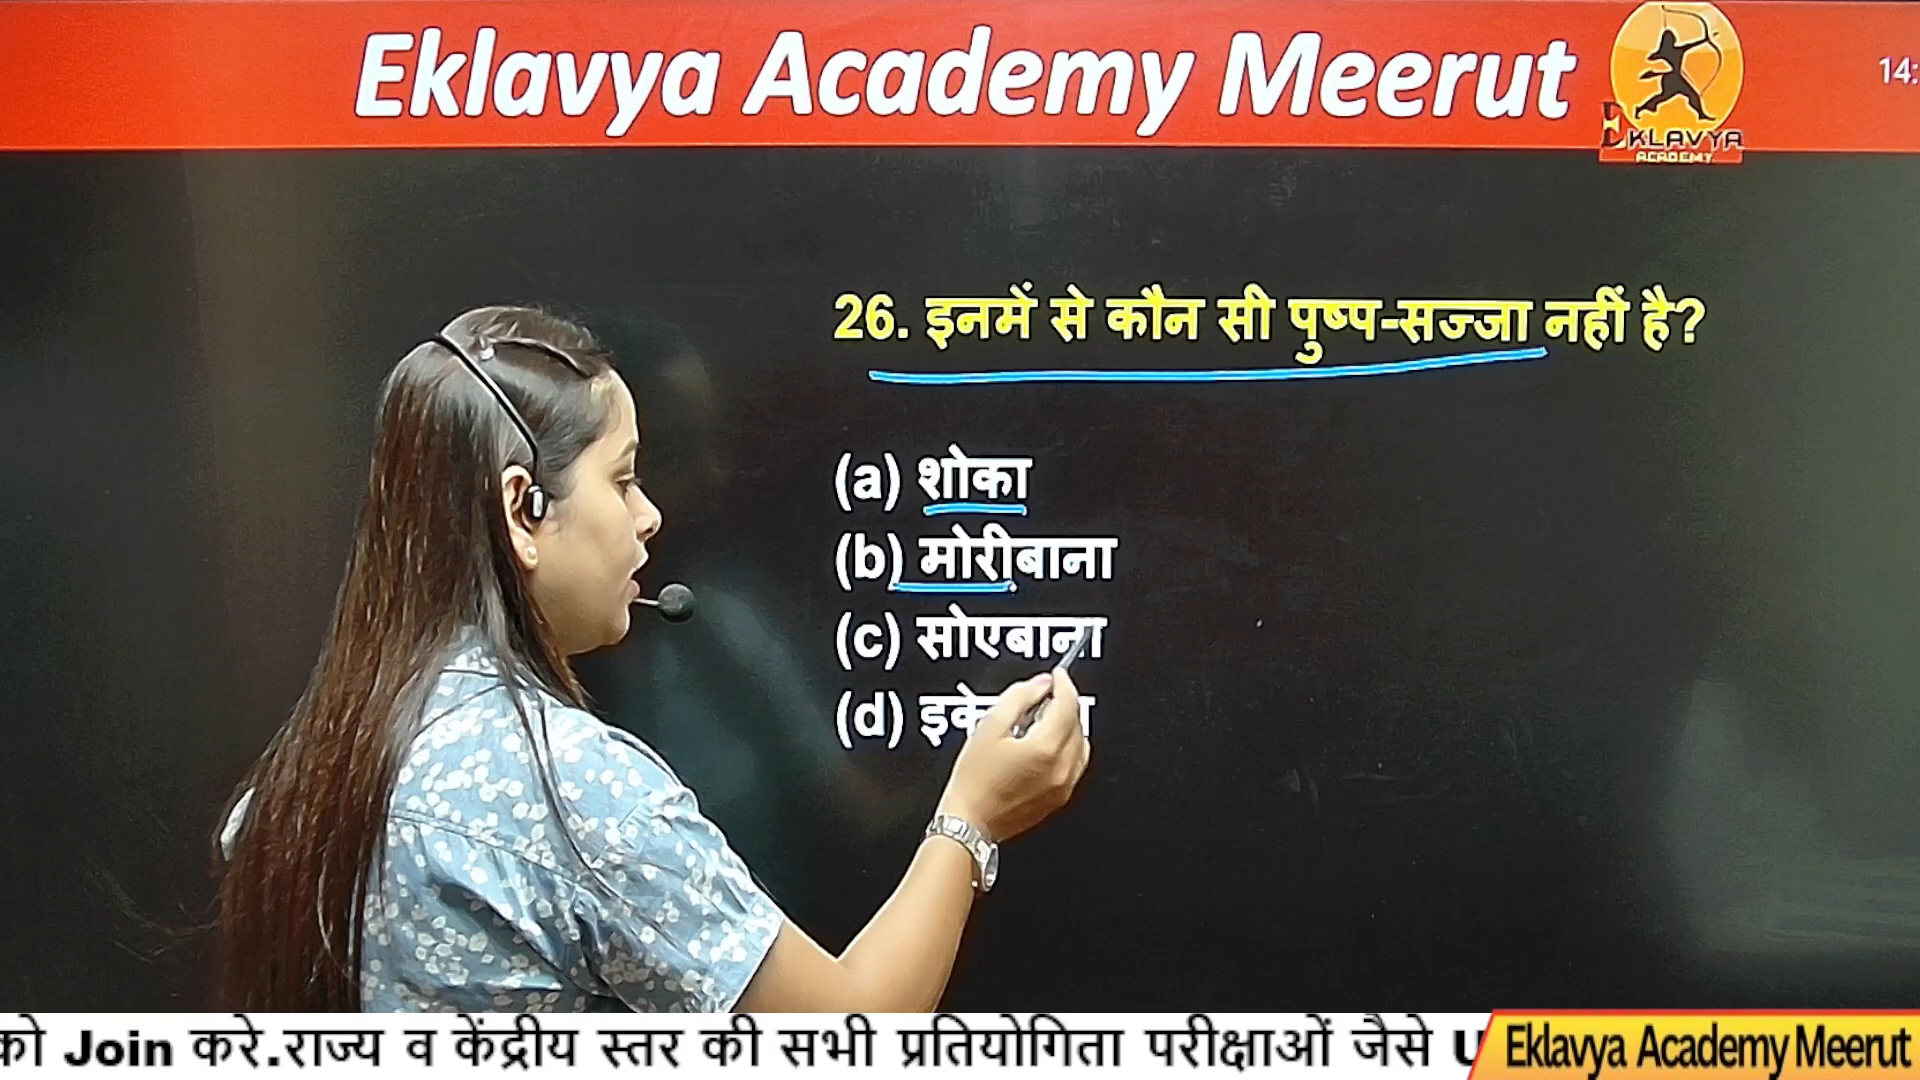 Eklavya Academy Meerut
EKLAVYA
ACADEMY
14:
26. इनमें से कौन सी पुष्प-सज्जा नहीं है?
(a) शोका
(b) मोरीबाना
(c) सोएबाना
(d)
को Join करे.राज्य व केंद्रीय स्तर की सभी प्रतियोगिता परीक्षाओं जैसे U
Eklavya Academy Meerut